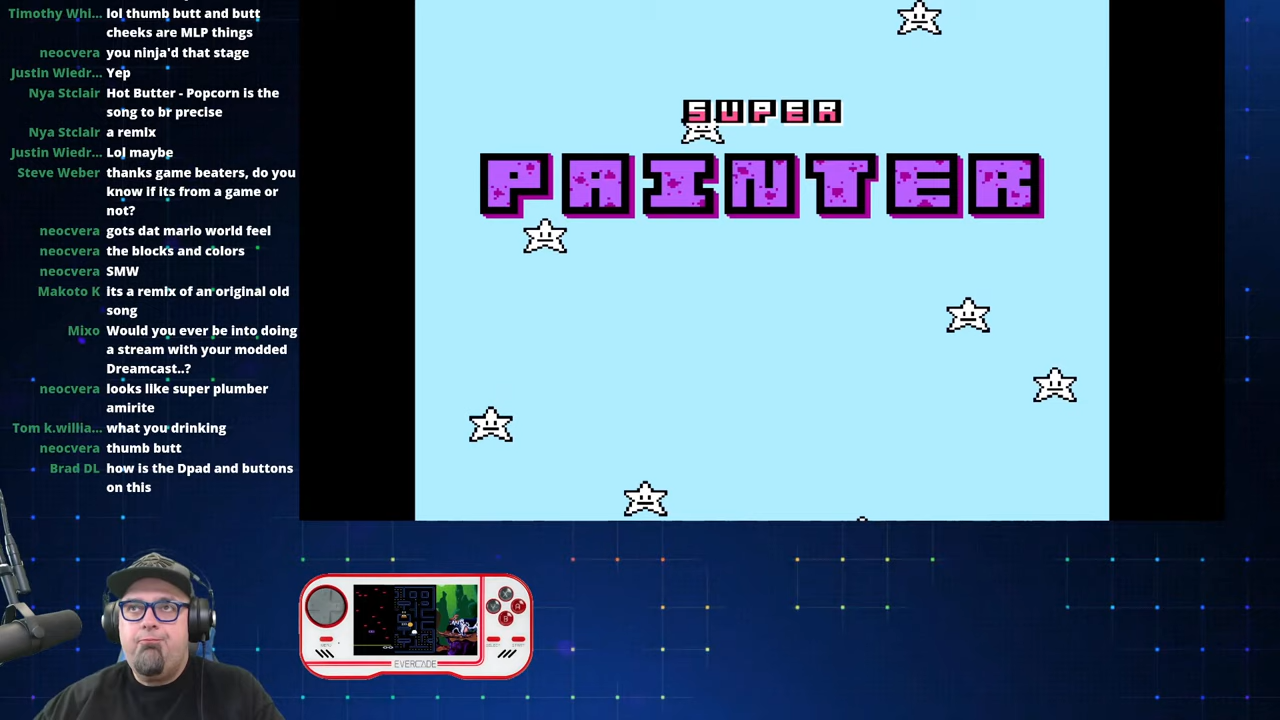 Timothy Whi... lol thumb butt and butt
cheeks are MLP things
neocvera you ninja'd that stage
Justin Wiedr... Yep
Nya Stclair Hot Butter - Popcorn is the
song to br precise
Nya Stclair a remix
Justin Wiedr... Lol maybe
Steve Weber thanks game beaters, do you
know if its from a game or
not?
neocvera gots dat mario world feel
neocvera the blocks and colors
neocvera SMW
Makoto K its a remix of an original old
song
Mixo Would you ever be into doing
a stream with your modded
Dreamcast..?
neocvera looks like super plumber
amirite
Tom k.willia... what you drinking
neocvera thumb butt
Brad DL how is the Dpad and buttons
on this
SUPER
PAINTER
EVERCADE